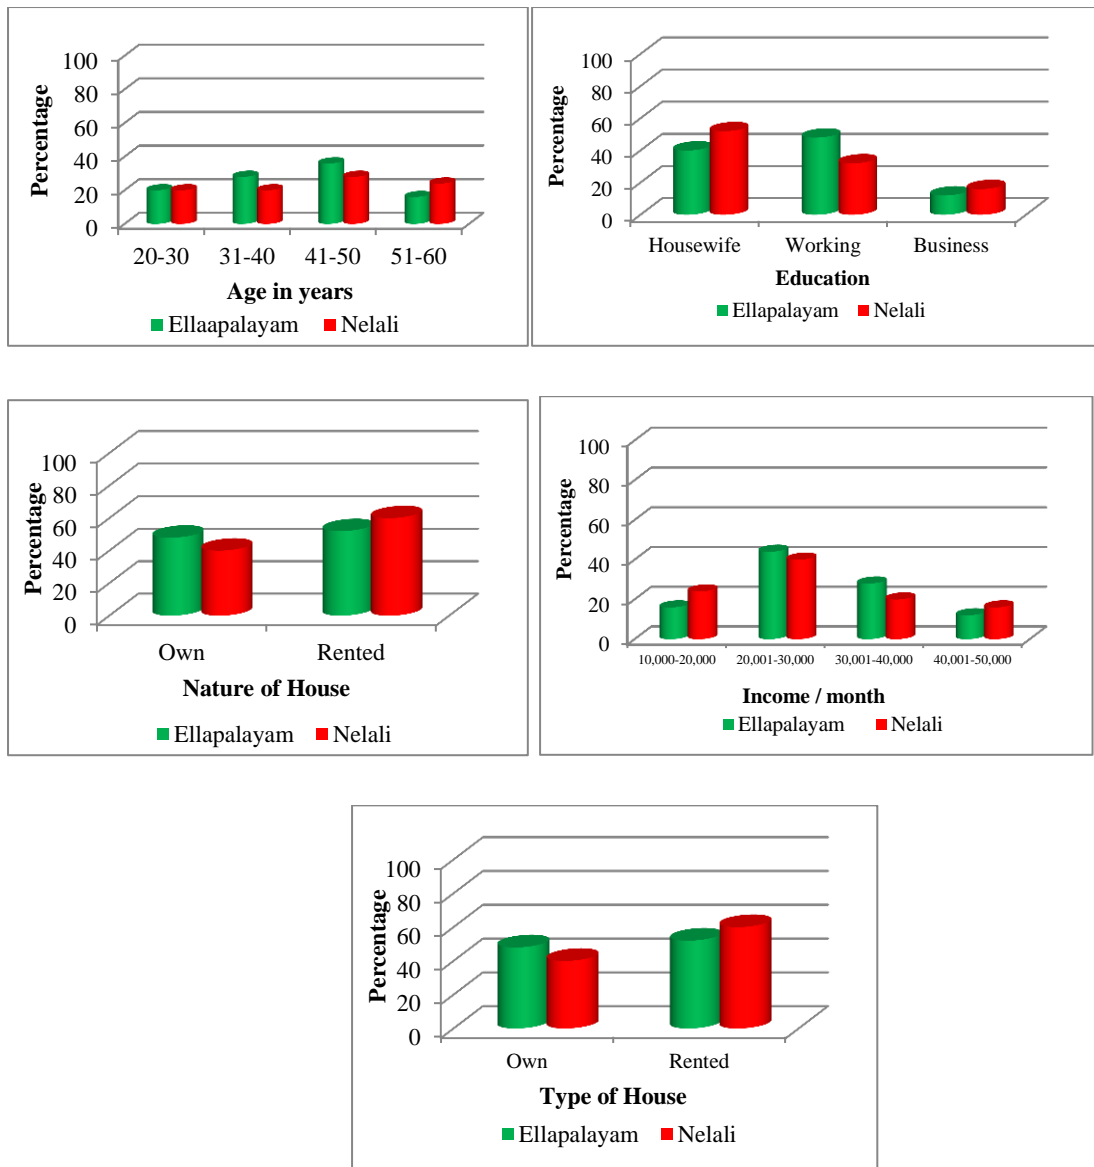 100
80
60
40
20
0
Percentage
20-30 31-40 41-50 51-60
Age in years
Ellaapalayam Nelali
100
80
60
40
20
0
Percentage
Housewife Working Business
Education
Ellapalayam Nelali
100
80
60
40
20
0
Percentage
Own Rented
Nature of House
Ellapalayam Nelali
100
80
60
40
20
0
Percentage
10,000-20,000 20,001-30,000 30,001-40,000 40,001-50,000
Income / month
Ellapalayam Nelali
100
80
60
40
20
0
Percentage
Own Rented
Type of House
Ellapalayam Nelali